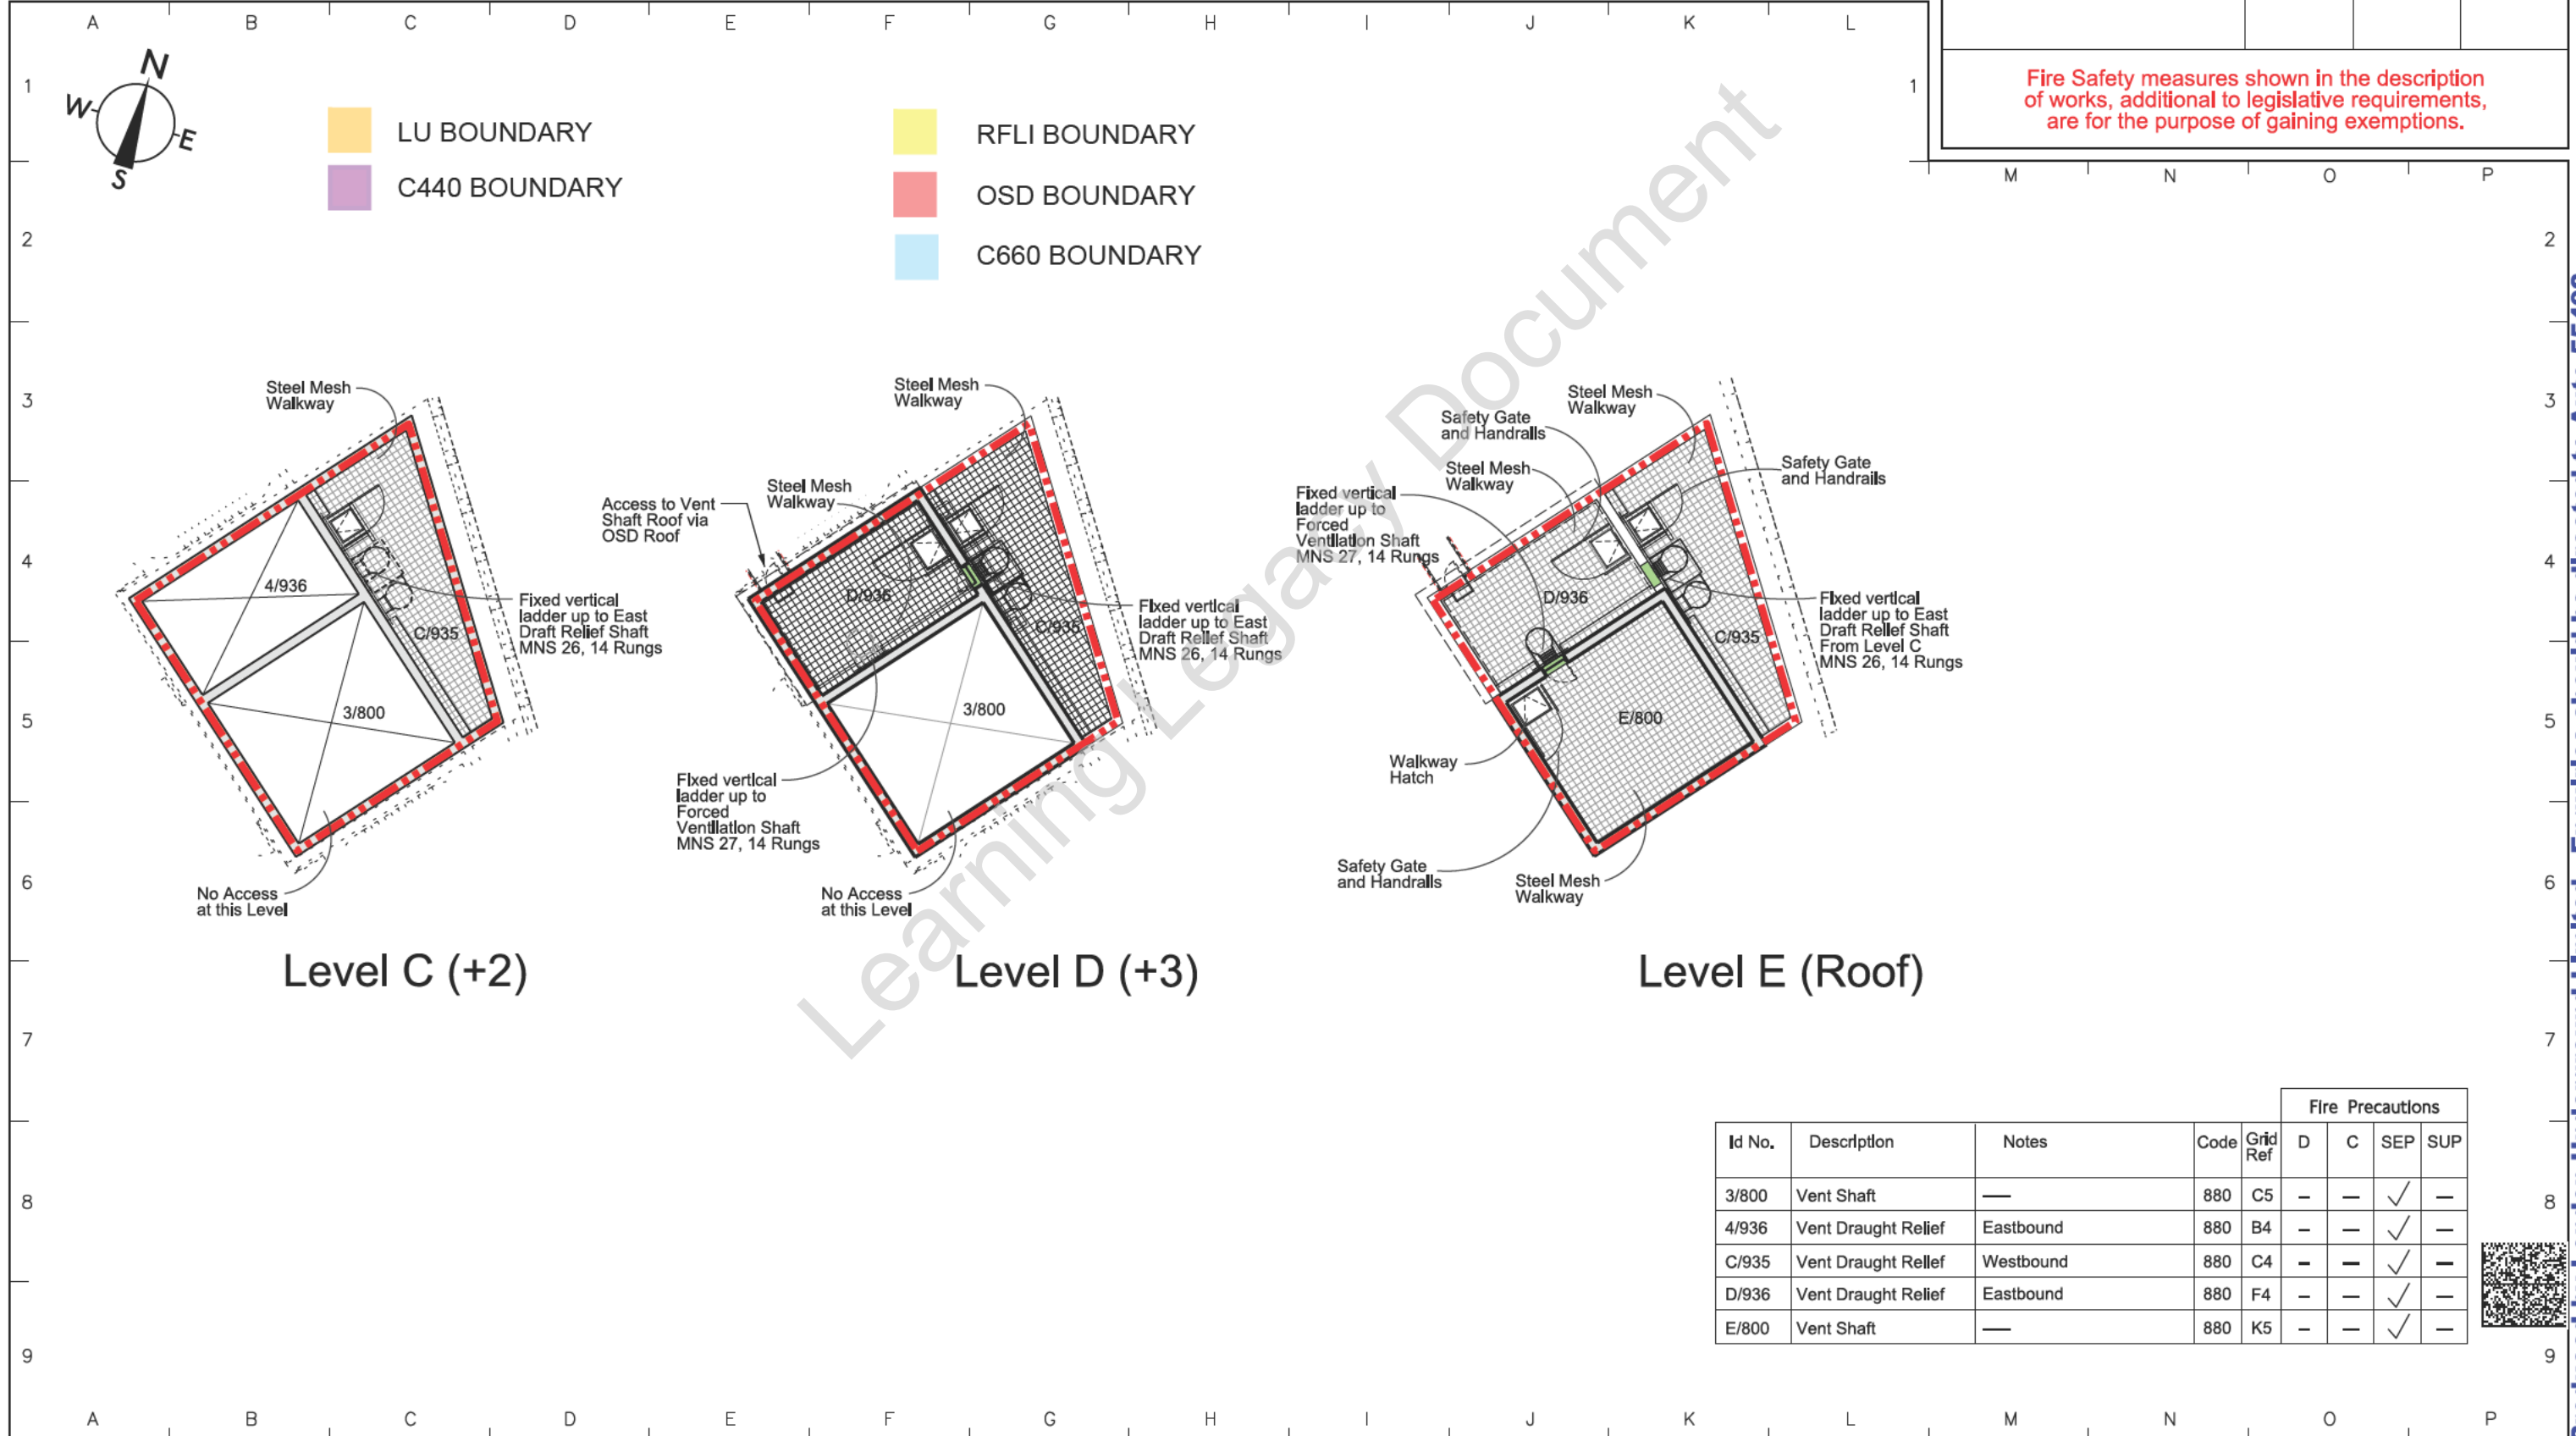 A B C D E F G H I J K L
1
1
N
W
E
S
LU BOUNDARY
C440 BOUNDARY
RFLI BOUNDARY
OSD BOUNDARY
C660 BOUNDARY
Fire Safety measures shown in the description
of works, additional to legislative requirements,
are for the purpose of gaining exemptions.
M N O P
2
2
3
3
4
4
5
5
6
6
7
7
8
8
9
9
Steel Mesh
Walkway
4/936
C/935
3/800
Fixed vertical
ladder up to East
Draft Relief Shaft
MNS 26, 14 Rungs
No Access
at this Level
Level C (+2)
Steel Mesh
Walkway
Steel Mesh
Walkway
Access to Vent
Shaft Roof via
OSD Roof
D/936
C/935
3/800
Fixed vertical
ladder up to East
Draft Relief Shaft
MNS 26, 14 Rungs
Fixed vertical
ladder up to
Forced
Ventilation Shaft
MNS 27, 14 Rungs
No Access
at this Level
Level D (+3)
Steel Mesh
Walkway
Safety Gate
and Handrails
Steel Mesh
Walkway
Safety Gate
and Handrails
Fixed vertical
ladder up to
Forced
Ventilation Shaft
MNS 27, 14 Rungs
D/936
C/935
E/800
Fixed vertical
ladder up to East
Draft Relief Shaft
From Level C
MNS 26, 14 Rungs
Walkway
Hatch
Safety Gate
and Handrails
Steel Mesh
Walkway
Level E (Roof)
Learning Legacy Document
Fire Precautions
Id No. Description Notes Code Grid Ref D C SEP SUP
3/800 Vent Shaft — 880 C5 – — ✓ —
4/936 Vent Draught Relief Eastbound 880 B4 – — ✓ —
C/935 Vent Draught Relief Westbound 880 C4 – — ✓ —
D/936 Vent Draught Relief Eastbound 880 F4 – — ✓ —
E/800 Vent Shaft — 880 K5 – — ✓ —
A B C D E F G H I J K L M N O P